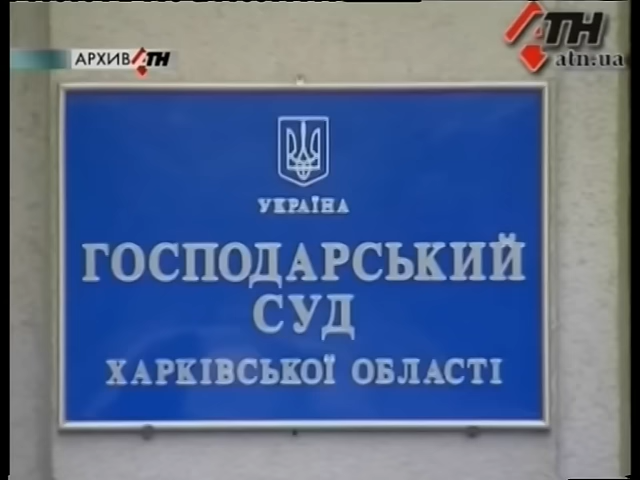 АРХИВ АТН
АТН
atn.ua
УКРАЇНА
ГОСПОДАРСЬКИЙ
СУД
ХАРКІВСЬКОЇ ОБЛАСТІ